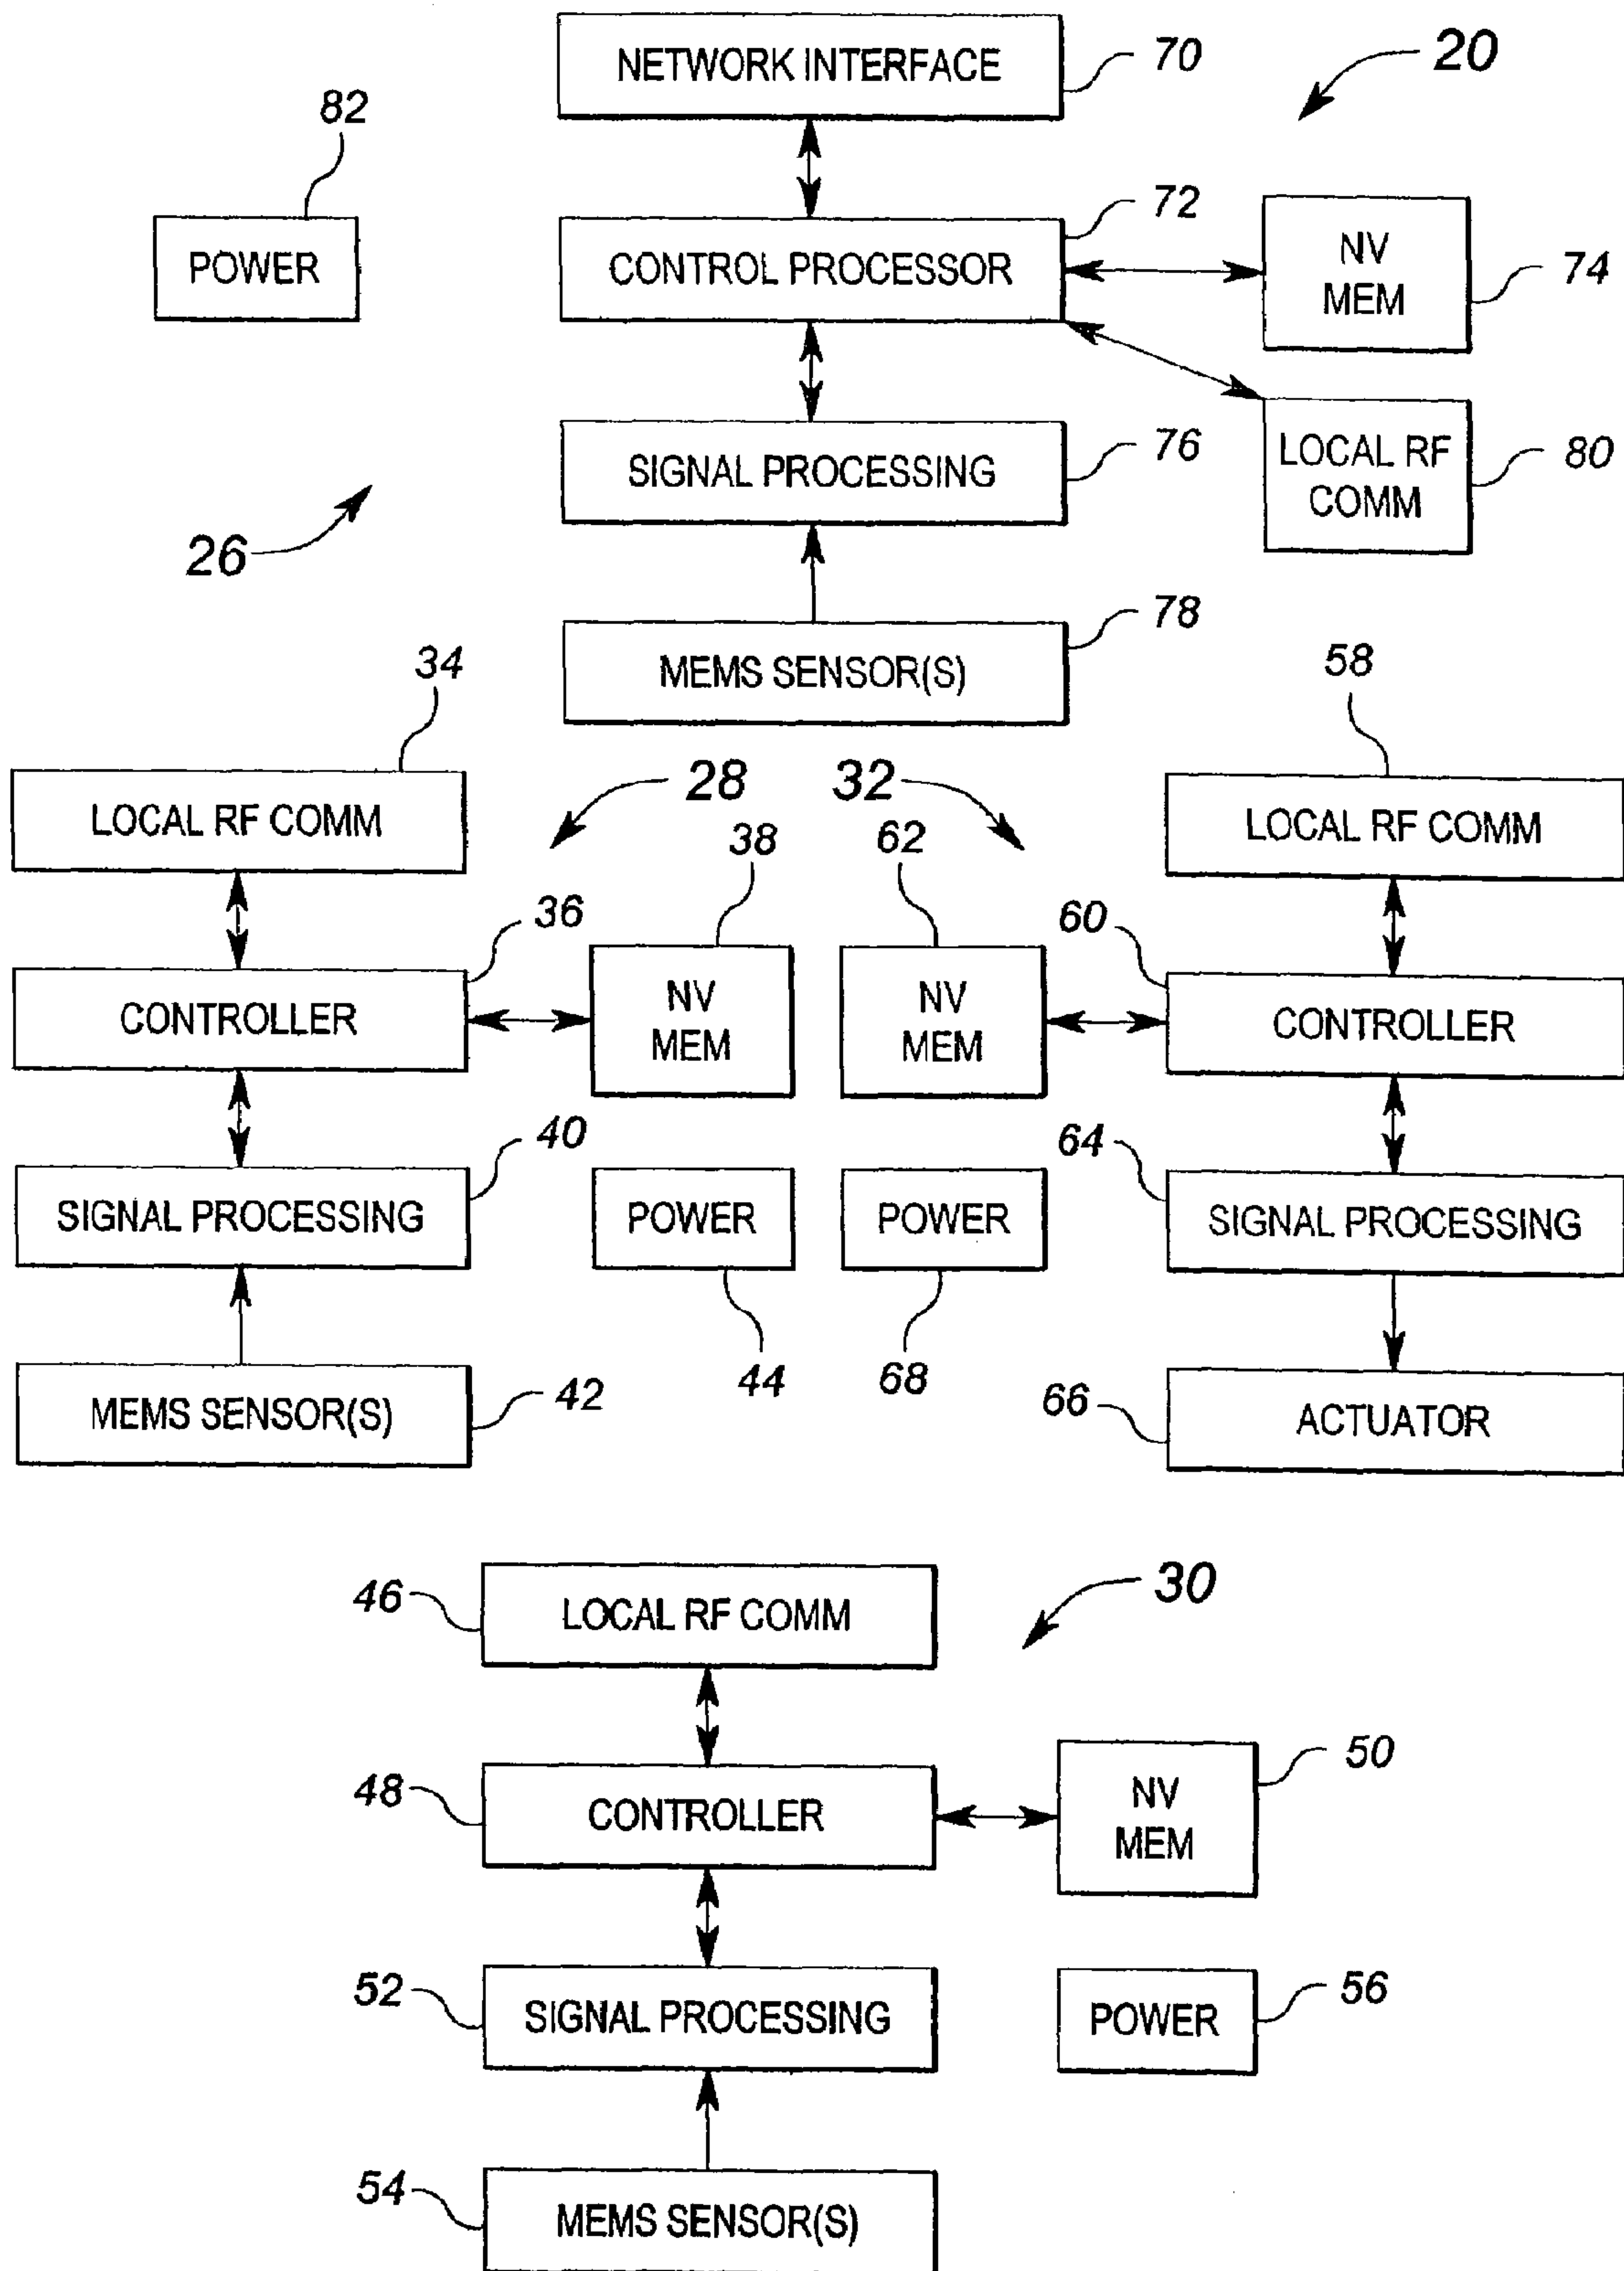 NETWORK INTERFACE
70
20
82
POWER
CONTROL PROCESSOR
72
NV
MEM
74
SIGNAL PROCESSING
76
LOCAL RF
COMM
80
26
MEMS SENSOR(S)
78
34
LOCAL RF COMM
28
32
58
LOCAL RF COMM
38
62
36
CONTROLLER
NV
MEM
NV
MEM
60
CONTROLLER
40
SIGNAL PROCESSING
POWER
POWER
64
SIGNAL PROCESSING
44
68
MEMS SENSOR(S)
42
66
ACTUATOR
46
LOCAL RF COMM
30
48
CONTROLLER
NV
MEM
50
52
SIGNAL PROCESSING
POWER
56
54
MEMS SENSOR(S)